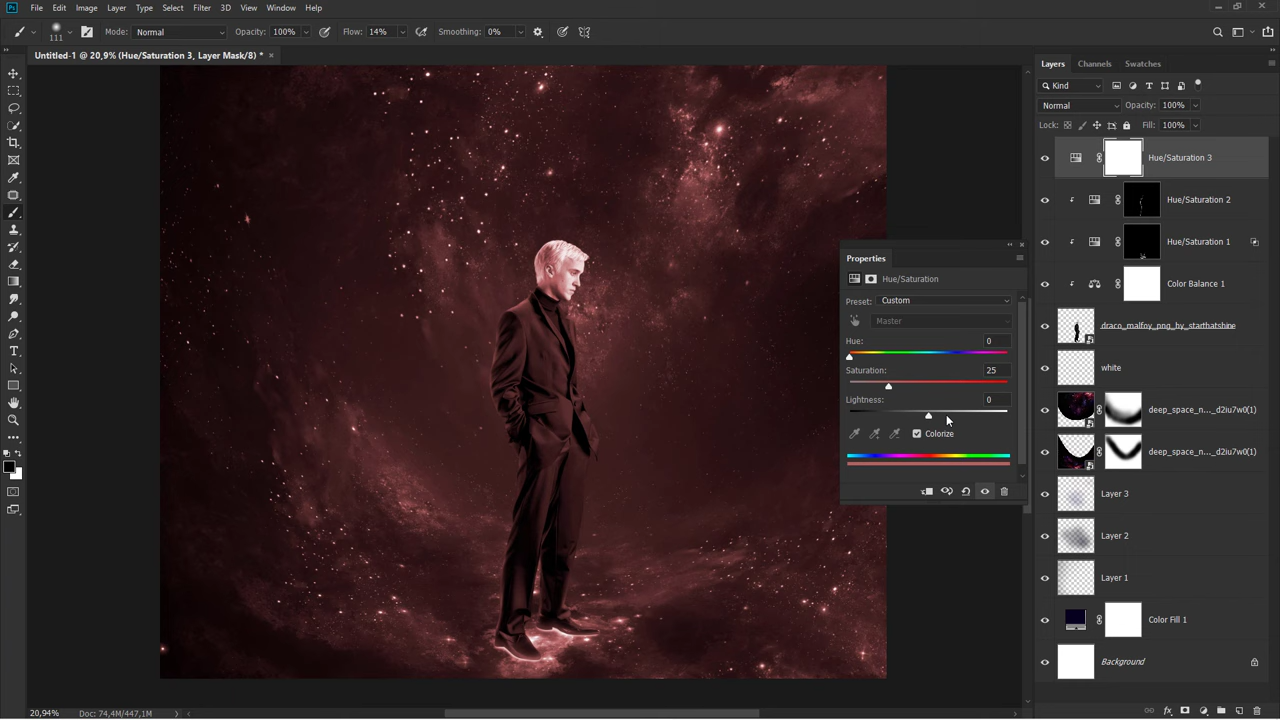 Ps File Edit Image Layer Type Select Filter 3D View Window Help
111 Mode: Normal Opacity: 100% Flow: 14% Smoothing: 0%
Untitled-1 @ 20,9% (Hue/Saturation 3, Layer Mask/8) *
Layers Channels Swatches
Kind
Normal Opacity: 100%
Lock: Fill: 100%
Hue/Saturation 3
Hue/Saturation 2
Hue/Saturation 1
Color Balance 1
draco_malfoy_png_by_starthatshine
white
deep_space_n..._d2iu7w0(1)
deep_space_n..._d2iu7w0(1)
Layer 3
Layer 2
Layer 1
Color Fill 1
Background
Properties
Hue/Saturation
Preset: Custom
Master
Hue: 0
Saturation: 25
Lightness: 0
Colorize
20,94% Doc: 74,4M/447,1M